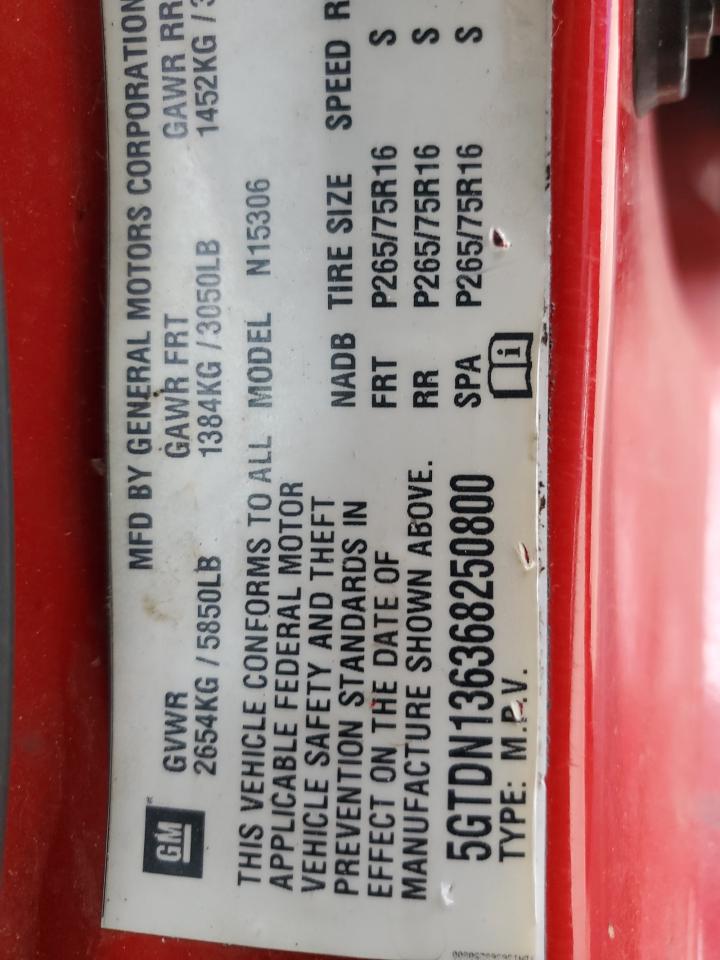 GM
MFD BY GENERAL MOTORS CORPORATION
GVWR GAWR FRT GAWR RR
2654KG / 5850LB 1384KG / 3050LB 1452KG / 3
THIS VEHICLE CONFORMS TO ALL MODEL N15306
APPLICABLE FEDERAL MOTOR
VEHICLE SAFETY AND THEFT
PREVENTION STANDARDS IN
EFFECT ON THE DATE OF
MANUFACTURE SHOWN ABOVE.
NADB TIRE SIZE SPEED R
FRT P265/75R16 S
RR P265/75R16 S
SPA P265/75R16 S
i
5GTDN136368250800
TYPE: M.P.V.